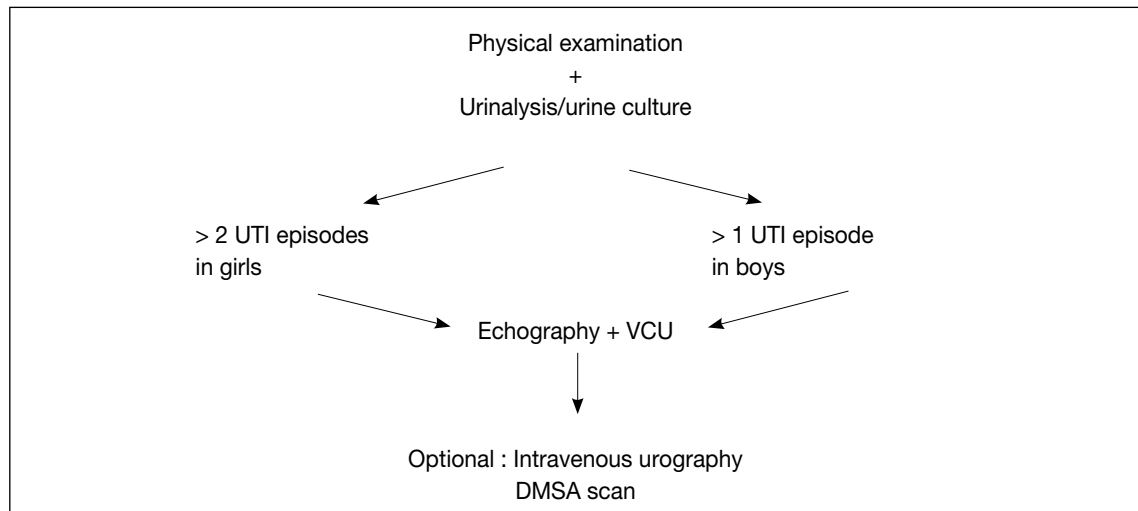 Physical examination
+
Urinalysis/urine culture
> 2 UTI episodes
in girls
> 1 UTI episode
in boys
Echography + VCU
Optional : Intravenous urography
DMSA scan